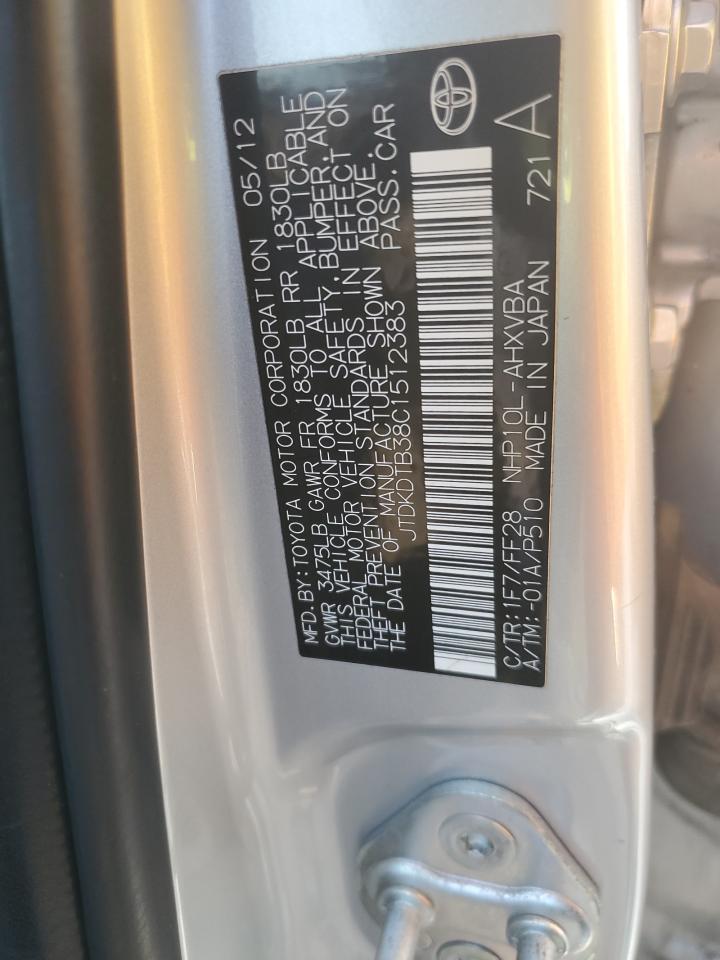 MFD. BY: TOYOTA MOTOR CORPORATION 05/12
GVWR 3475LB GAWR FR 1830LB RR 1830LB
THIS VEHICLE CONFORMS TO ALL APPLICABLE
FEDERAL MOTOR VEHICLE SAFETY, BUMPER, AND
THEFT PREVENTION STANDARDS IN EFFECT ON
THE DATE OF MANUFACTURE SHOWN ABOVE.
JTDKDTB38C1512383 PASS. CAR
C/TR: 1F7/FF28 NHP10L-AHXVBA
A/TM: -01A/P510 MADE IN JAPAN 721 A